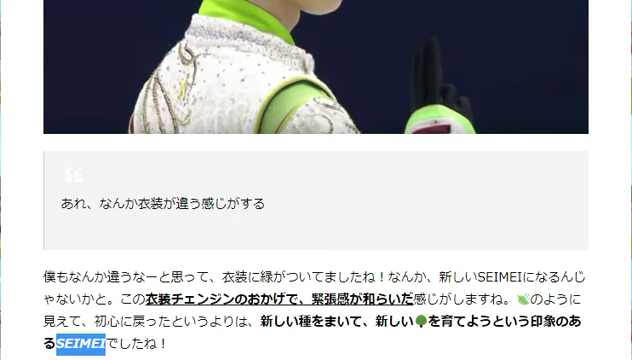 あれ、なんか衣装が違う感じがする
僕もなんか違うなーと思って、衣装に緑がついてましたね！なんか、新しいSEIMEIになるんじ
ゃないかと。この衣装チェンジンのおかげで、緊張感が和らいだ感じがしますね。🍃のように
見えて、初心に戻ったというよりは、新しい種をまいて、新しい🌳を育てようという印象のあ
るSEIMEIでしたね！